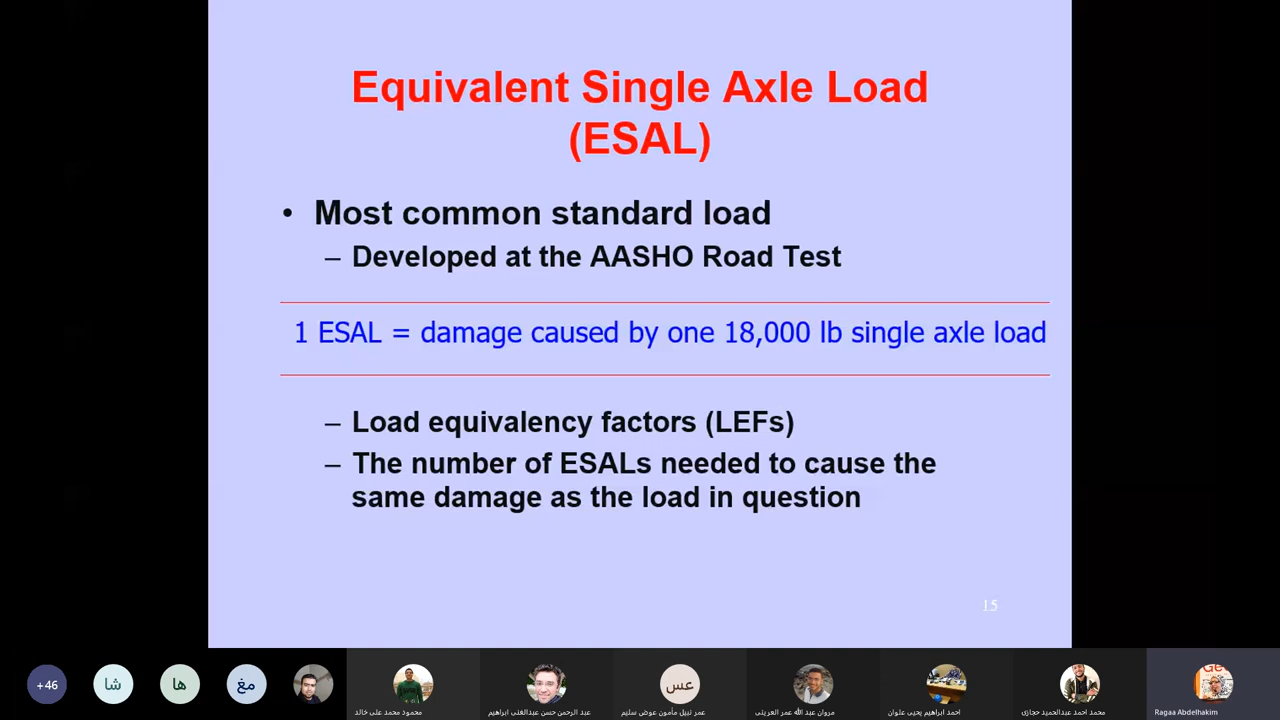 Equivalent Single Axle Load
(ESAL)
• Most common standard load
– Developed at the AASHO Road Test
1 ESAL = damage caused by one 18,000 lb single axle load
– Load equivalency factors (LEFs)
– The number of ESALs needed to cause the
same damage as the load in question
15
+46
شا
ها
مغ
عس
محمود محمد على خالد
عبد الرحمن حسن عبدالغنى ابراهيم
عمر نبيل مأمون عوض سليم
مروان عبد الله عمر العرينى
احمد ابراهيم يحيى علوان
محمد احمد عبدالحميد حجازى
Ragaa Abdelhakim